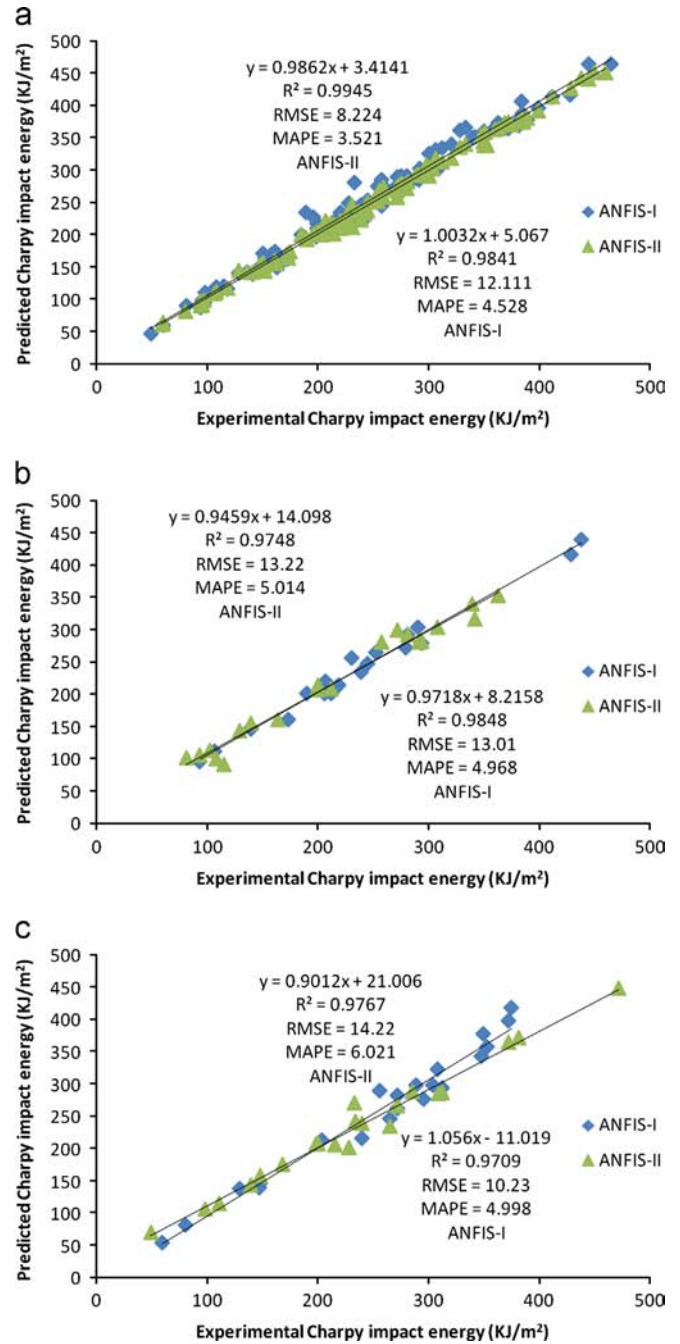 a
500
450
400
350
300
250
200
150
100
50
0
Predicted Charpy impact energy (KJ/m²)
y = 0.9862x + 3.4141
R² = 0.9945
RMSE = 8.224
MAPE = 3.521
ANFIS-II
y = 1.0032x + 5.067
R² = 0.9841
RMSE = 12.111
MAPE = 4.528
ANFIS-I
ANFIS-I
ANFIS-II
0 100 200 300 400 500
Experimental Charpy impact energy (KJ/m²)
b
500
450
400
350
300
250
200
150
100
50
0
Predicted Charpy impact energy (KJ/m²)
y = 0.9459x + 14.098
R² = 0.9748
RMSE = 13.22
MAPE = 5.014
ANFIS-II
y = 0.9718x + 8.2158
R² = 0.9848
RMSE = 13.01
MAPE = 4.968
ANFIS-I
ANFIS-I
ANFIS-II
0 100 200 300 400 500
Experimental Charpy impact energy (KJ/m²)
c
500
450
400
350
300
250
200
150
100
50
0
Predicted Charpy impact energy (KJ/m²)
y = 0.9012x + 21.006
R² = 0.9767
RMSE = 14.22
MAPE = 6.021
ANFIS-II
y = 1.056x - 11.019
R² = 0.9709
RMSE = 10.23
MAPE = 4.998
ANFIS-I
ANFIS-I
ANFIS-II
0 100 200 300 400 500
Experimental Charpy impact energy (KJ/m²)